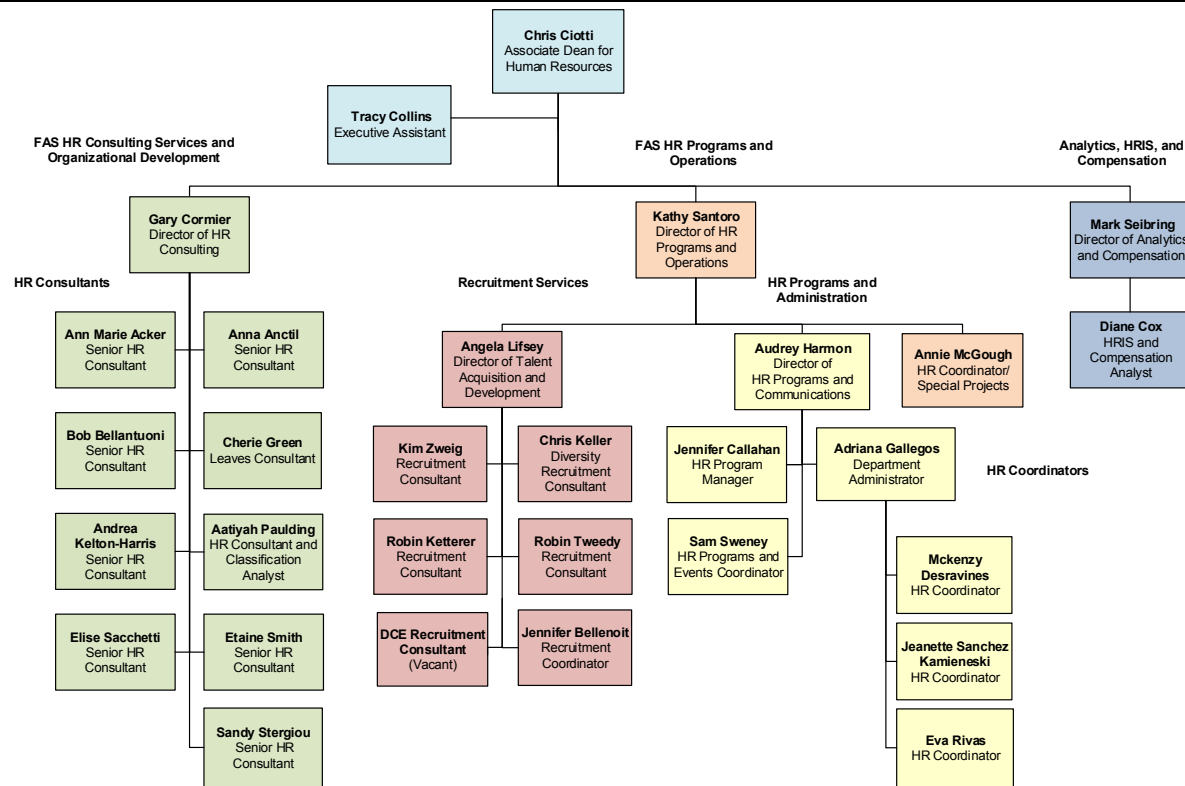 Chris Ciotti
Associate Dean for
Human Resources
Tracy Collins
Executive Assistant
FAS HR Consulting Services and
Organizational Development
FAS HR Programs and
Operations
Analytics, HRIS, and
Compensation
Gary Cormier
Director of HR
Consulting
Kathy Santoro
Director of HR
Programs and
Operations
Mark Seibring
Director of Analytics
and Compensation
HR Consultants
Recruitment Services
HR Programs and
Administration
Ann Marie Acker
Senior HR
Consultant
Anna Anctil
Senior HR
Consultant
Bob Bellantuoni
Senior HR
Consultant
Cherie Green
Leaves Consultant
Andrea
Kelton-Harris
Senior HR
Consultant
Aatiyah Paulding
HR Consultant and
Classification
Analyst
Elise Sacchetti
Senior HR
Consultant
Etaine Smith
Senior HR
Consultant
Sandy Stergiou
Senior HR
Consultant
Angela Lifsey
Director of Talent
Acquisition and
Development
Kim Zweig
Recruitment
Consultant
Chris Keller
Diversity
Recruitment
Consultant
Robin Ketterer
Recruitment
Consultant
Robin Tweedy
Recruitment
Consultant
DCE Recruitment
Consultant
(Vacant)
Jennifer Bellenoit
Recruitment
Coordinator
Audrey Harmon
Director of
HR Programs and
Communications
Annie McGough
HR Coordinator/
Special Projects
Jennifer Callahan
HR Program
Manager
Adriana Gallegos
Department
Administrator
Sam Sweney
HR Programs and
Events Coordinator
HR Coordinators
Mckenzy
Desravines
HR Coordinator
Jeanette Sanchez
Kamieneski
HR Coordinator
Eva Rivas
HR Coordinator
Diane Cox
HRIS and
Compensation
Analyst